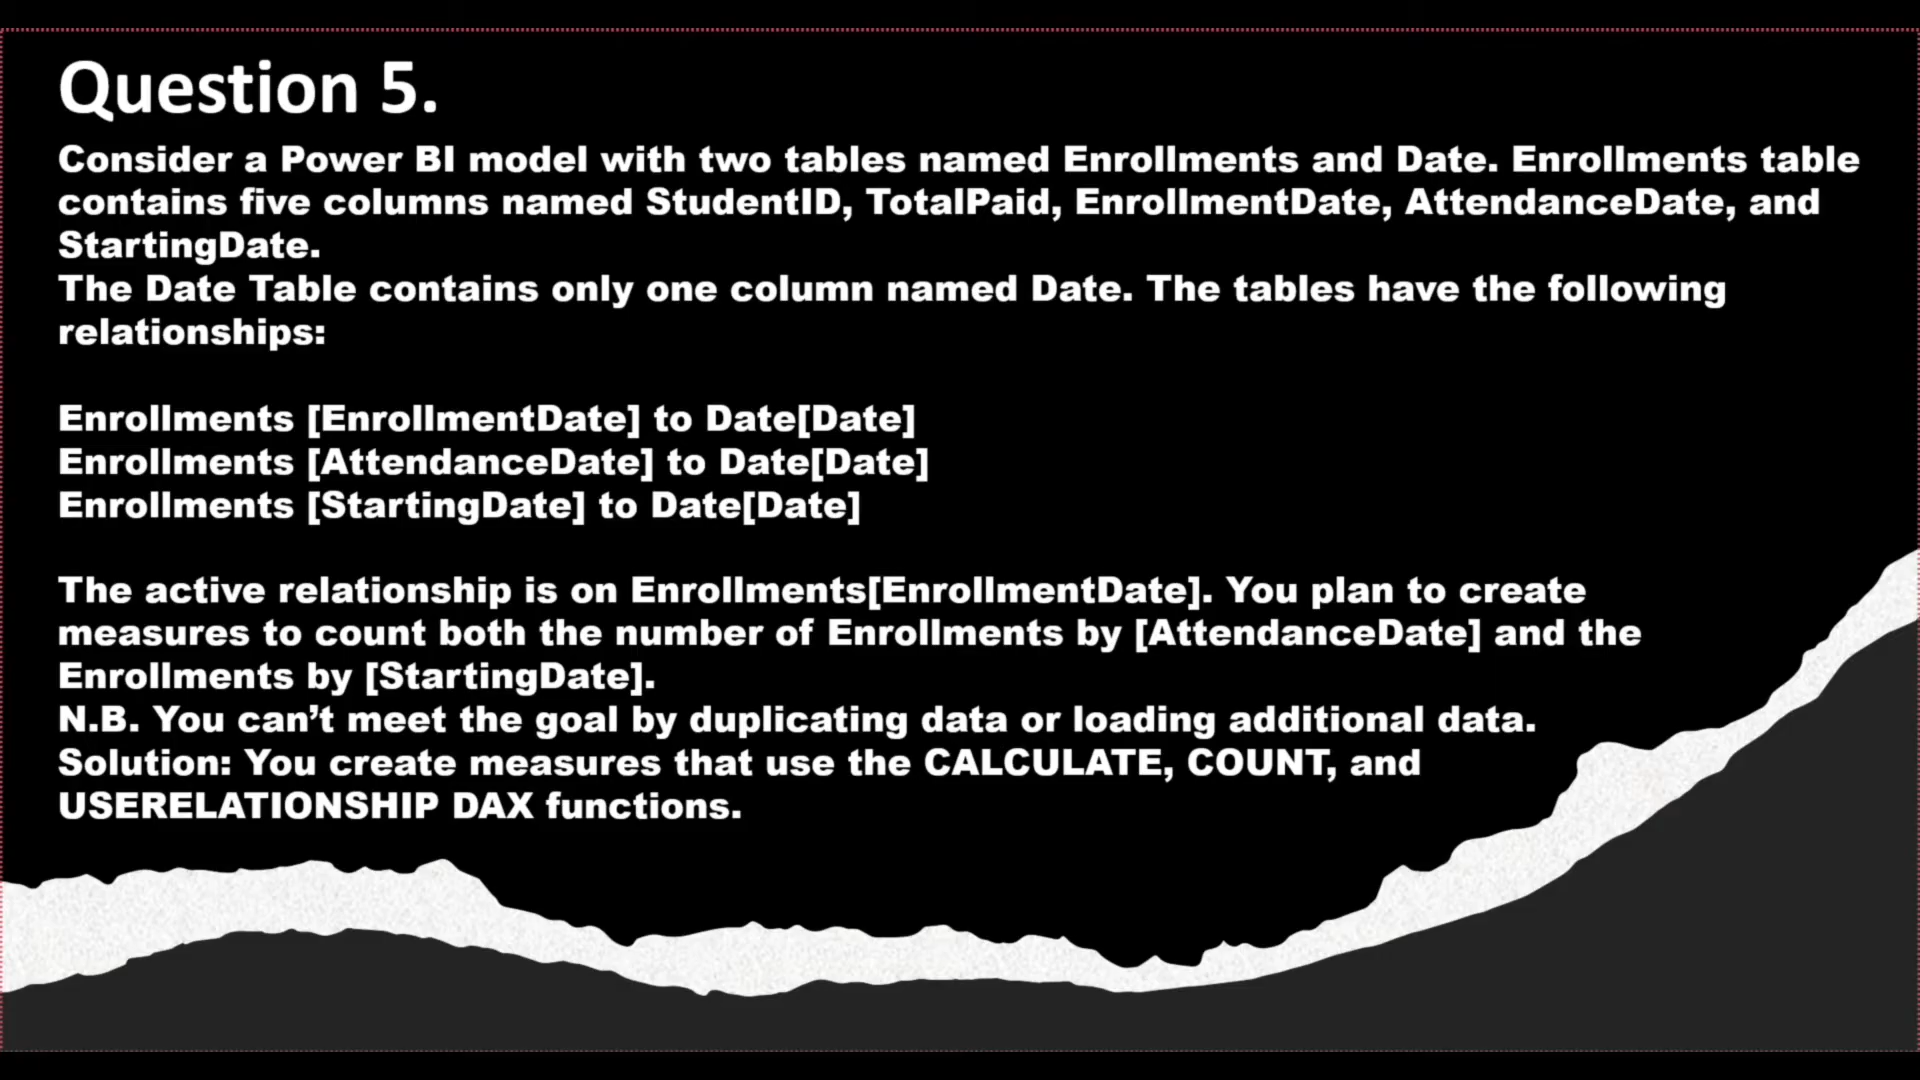 Question 5.
Consider a Power BI model with two tables named Enrollments and Date. Enrollments table
contains five columns named StudentID, TotalPaid, EnrollmentDate, AttendanceDate, and
StartingDate.
The Date Table contains only one column named Date. The tables have the following
relationships:
Enrollments [EnrollmentDate] to Date[Date]
Enrollments [AttendanceDate] to Date[Date]
Enrollments [StartingDate] to Date[Date]
The active relationship is on Enrollments[EnrollmentDate]. You plan to create
measures to count both the number of Enrollments by [AttendanceDate] and the
Enrollments by [StartingDate].
N.B. You can’t meet the goal by duplicating data or loading additional data.
Solution: You create measures that use the CALCULATE, COUNT, and
USERELATIONSHIP DAX functions.